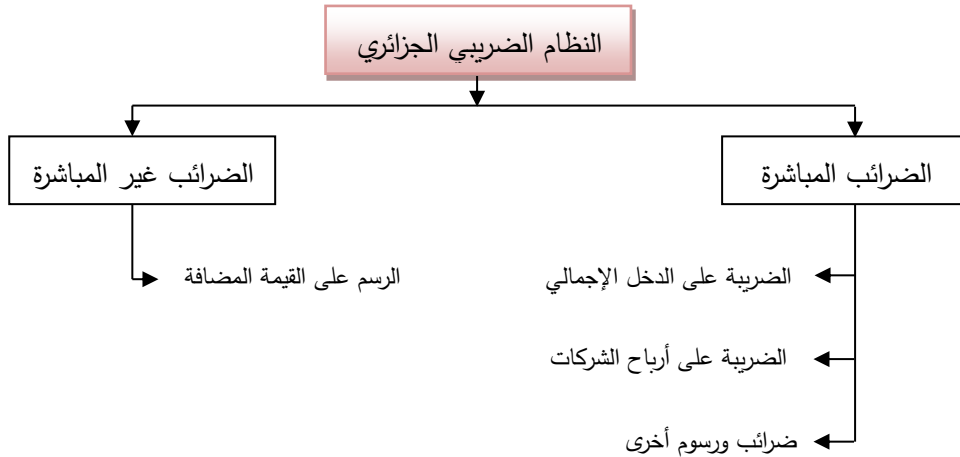 النظام الضريبي الجزائري
الضرائب المباشرة
الضرائب غير المباشرة
الضريبة على الدخل الإجمالي
الرسم على القيمة المضافة
الضريبة على أرباح الشركات
ضرائب ورسوم أخرى